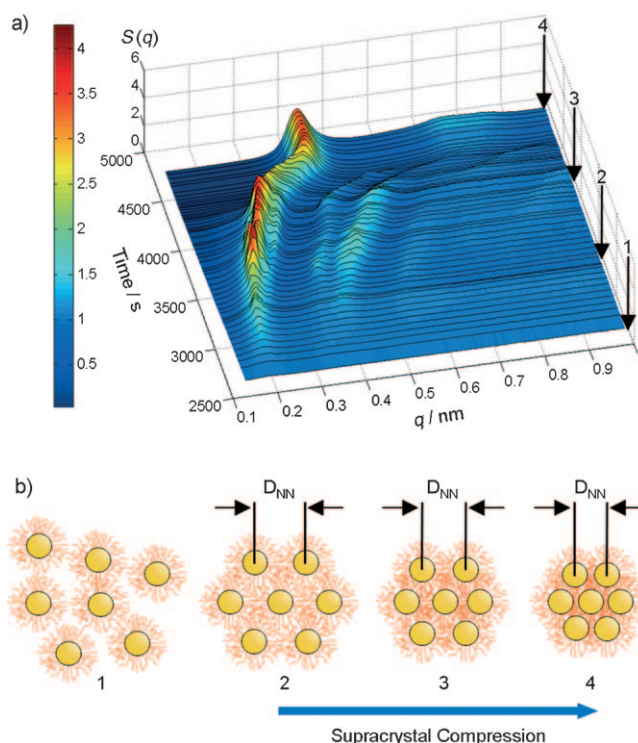 a)
S(q)
4
3.5
3
2.5
2
1.5
1
0.5
6
4
2
0
5000
4500
4000
3500
3000
2500
Time / s
0.1 0.2 0.3 0.4 0.5 0.6 0.7 0.8 0.9
q / nm
4
3
2
1
b)
D_NN D_NN D_NN
1 2 3 4
Supracrystal Compression